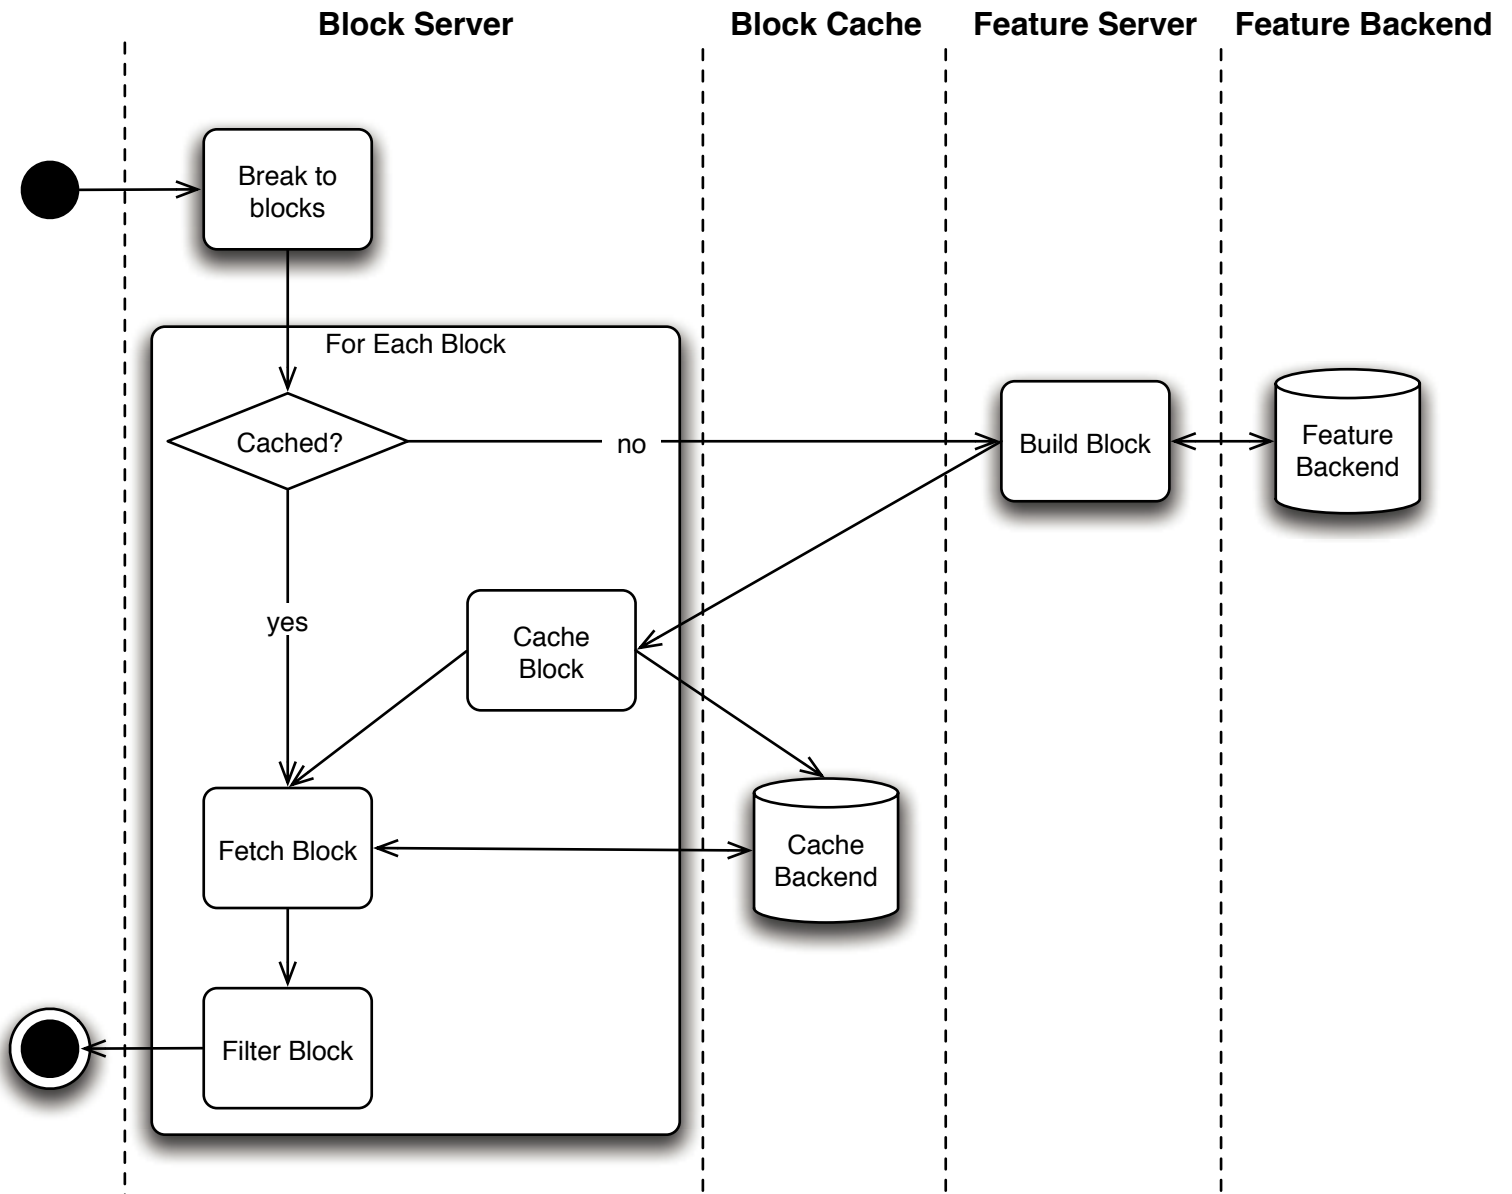 Block Server
Block Cache
Feature Server
Feature Backend
Break to
blocks
For Each Block
Cached?
no
Build Block
Feature
Backend
yes
Cache
Block
Fetch Block
Cache
Backend
Filter Block